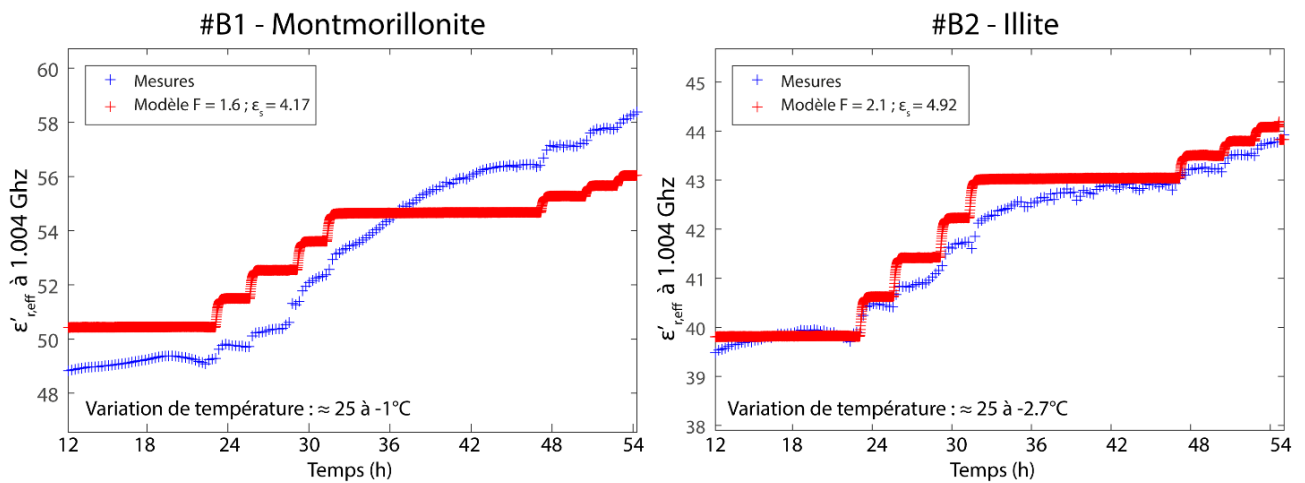 #B1 - Montmorillonite
60
58
56
54
52
50
48
ε'r,eff à 1.004 Ghz
Mesures
Modèle F = 1.6 ; εs = 4.17
Variation de température : ≈ 25 à -1°C
12 18 24 30 36 42 48 54
Temps (h)
#B2 - Illite
45
44
43
42
41
40
39
38
ε'r,eff à 1.004 Ghz
Mesures
Modèle F = 2.1 ; εs = 4.92
Variation de température : ≈ 25 à -2.7°C
12 18 24 30 36 42 48 54
Temps (h)